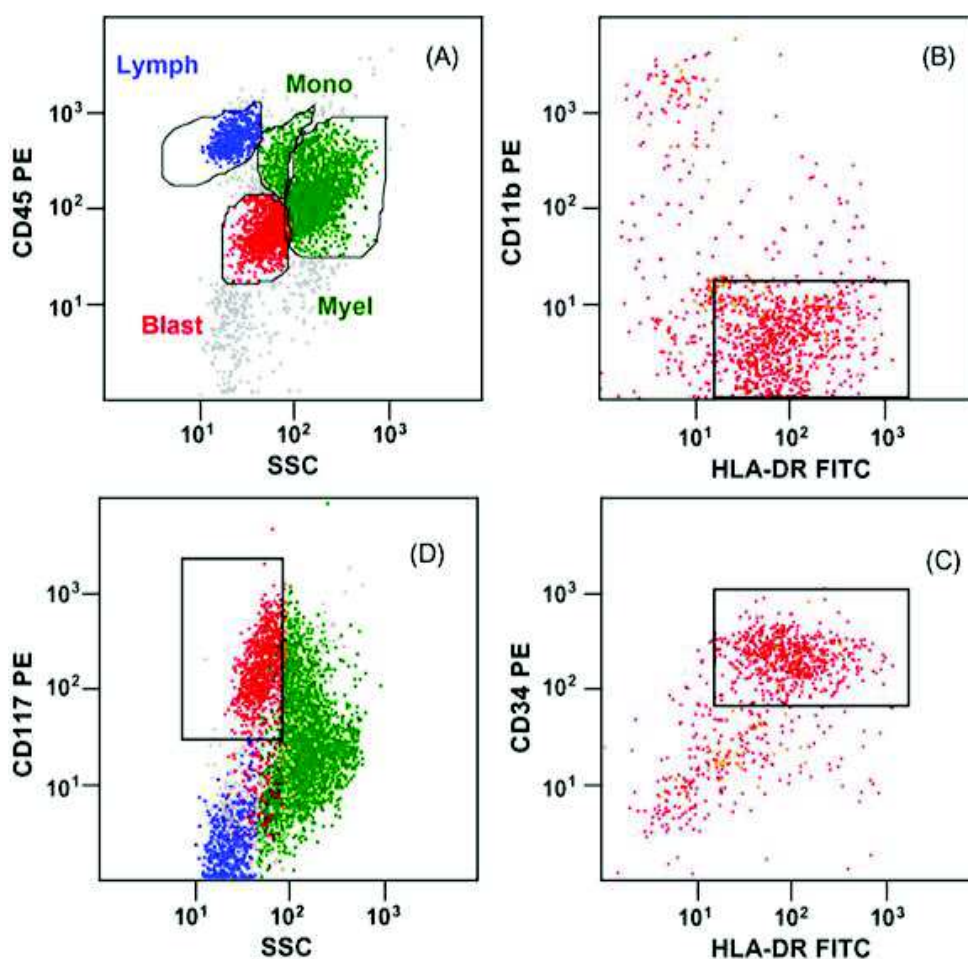 (A)
Lymph
Mono
10³
10²
10¹
CD45 PE
Blast
Myel
10¹ 10² 10³
SSC
(B)
10³
10²
10¹
CD11b PE
10¹ 10² 10³
HLA-DR FITC
(D)
10³
10²
10¹
CD117 PE
10¹ 10² 10³
SSC
(C)
10³
10²
10¹
CD34 PE
10¹ 10² 10³
HLA-DR FITC